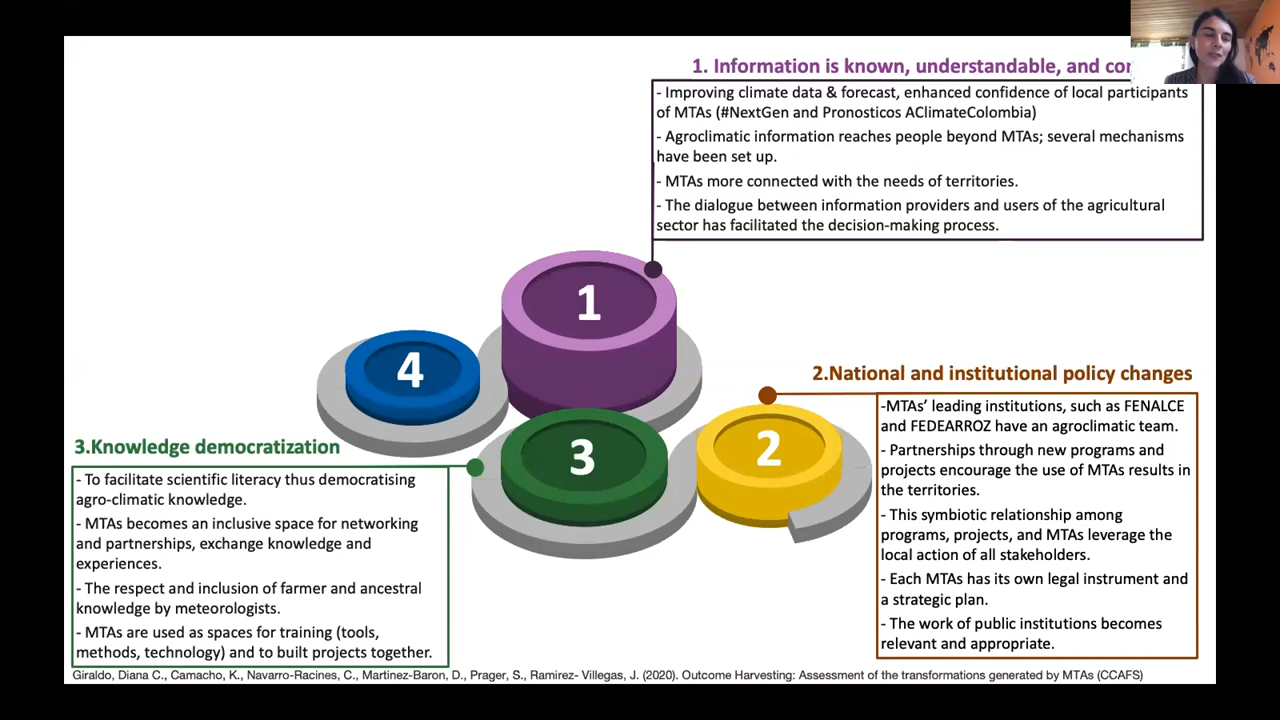 1. Information is known, understandable, and
- Improving climate data & forecast, enhanced confidence of local participants
of MTAs (#NextGen and Pronosticos AClimateColombia)
- Agroclimatic information reaches people beyond MTAs; several mechanisms
have been set up.
- MTAs more connected with the needs of territories.
- The dialogue between information providers and users of the agricultural
sector has facilitated the decision-making process.
1
4
3
2
2.National and institutional policy changes
-MTAs' leading institutions, such as FENALCE
and FEDEARROZ have an agroclimatic team.
- Partnerships through new programs and
projects encourage the use of MTAs results in
the territories.
- This symbiotic relationship among
programs, projects, and MTAs leverage the
local action of all stakeholders.
- Each MTAs has its own legal instrument and
a strategic plan.
- The work of public institutions becomes
relevant and appropriate.
3.Knowledge democratization
- To facilitate scientific literacy thus democratising
agro-climatic knowledge.
- MTAs becomes an inclusive space for networking
and partnerships, exchange knowledge and
experiences.
- The respect and inclusion of farmer and ancestral
knowledge by meteorologists.
- MTAs are used as spaces for training (tools,
methods, technology) and to built projects together.
Giraldo, Diana C., Camacho, K., Navarro-Racines, C., Martinez-Baron, D., Prager, S., Ramirez- Villegas, J. (2020). Outcome Harvesting: Assessment of the transformations generated by MTAs (CCAFS)